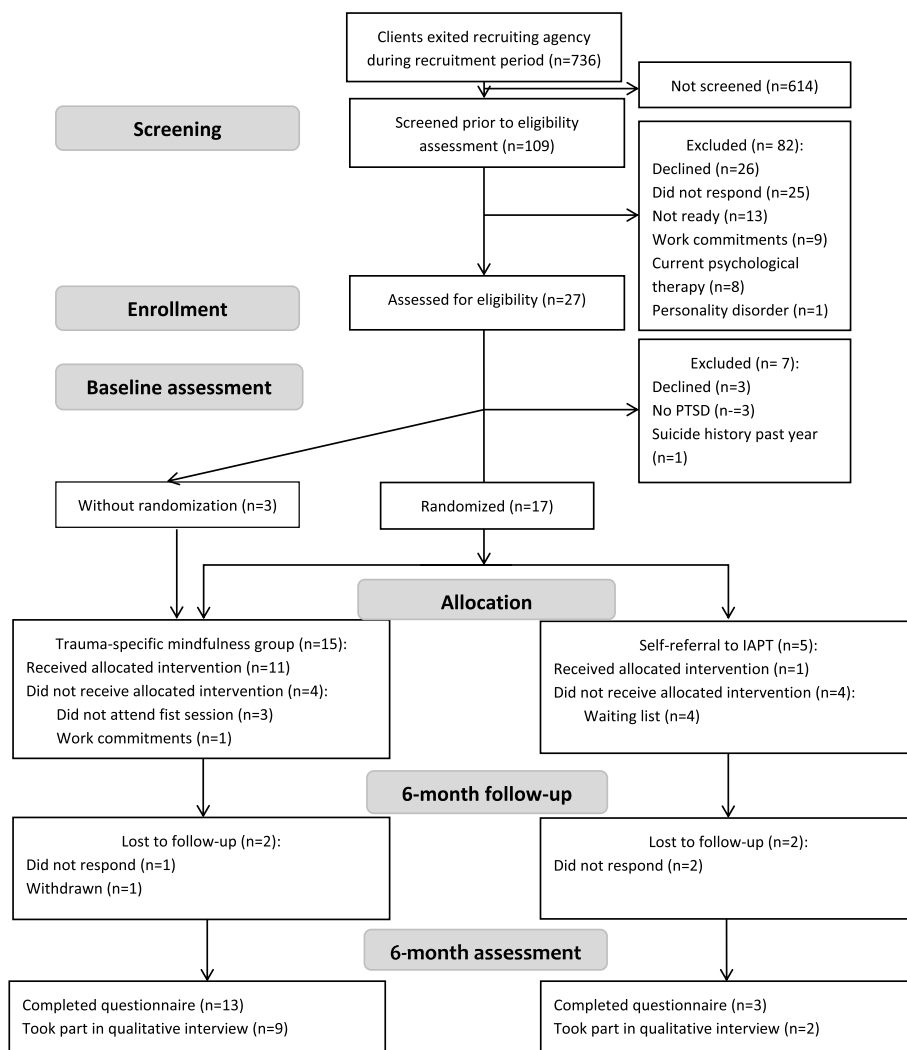 Clients exited recruiting agency
during recruitment period (n=736)
Not screened (n=614)
Screening
Screened prior to eligibility
assessment (n=109)
Excluded (n= 82):
Declined (n=26)
Did not respond (n=25)
Not ready (n=13)
Work commitments (n=9)
Current psychological
therapy (n=8)
Personality disorder (n=1)
Enrollment
Assessed for eligibility (n=27)
Baseline assessment
Excluded (n= 7):
Declined (n=3)
No PTSD (n-=3)
Suicide history past year
(n=1)
Without randomization (n=3)
Randomized (n=17)
Allocation
Trauma-specific mindfulness group (n=15):
Received allocated intervention (n=11)
Did not receive allocated intervention (n=4):
Did not attend fist session (n=3)
Work commitments (n=1)
Self-referral to IAPT (n=5):
Received allocated intervention (n=1)
Did not receive allocated intervention (n=4):
Waiting list (n=4)
6-month follow-up
Lost to follow-up (n=2):
Did not respond (n=1)
Withdrawn (n=1)
Lost to follow-up (n=2):
Did not respond (n=2)
6-month assessment
Completed questionnaire (n=13)
Took part in qualitative interview (n=9)
Completed questionnaire (n=3)
Took part in qualitative interview (n=2)